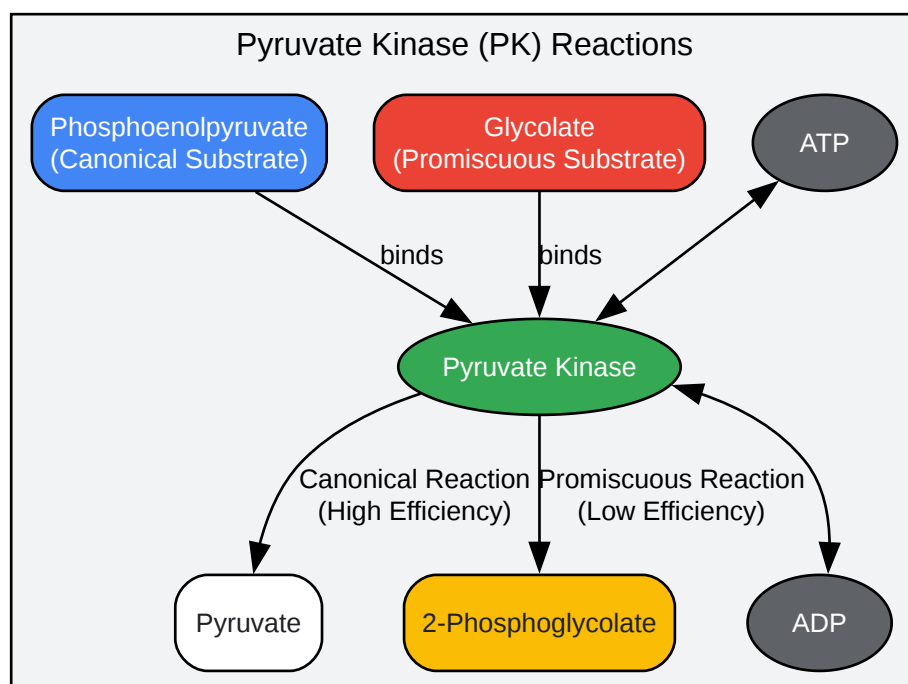 Pyruvate Kinase (PK) Reactions
Phosphoenolpyruvate
(Canonical Substrate)
Glycolate
(Promiscuous Substrate)
ATP
binds
binds
Pyruvate Kinase
Canonical Reaction
(High Efficiency)
Promiscuous Reaction
(Low Efficiency)
Pyruvate
2-Phosphoglycolate
ADP